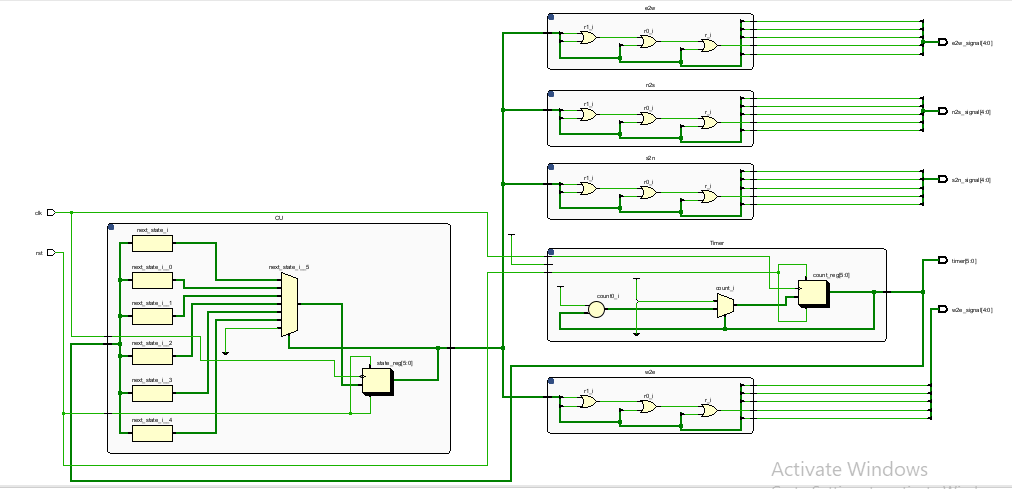 e2w
r1_i
r0_i
r_i
e2w_signal[4:0]
n2s
r1_i
r0_i
r_i
n2s_signal[4:0]
s2n
r1_i
r0_i
r_i
s2n_signal[4:0]
clk
rst
CU
next_state_i
next_state_i__0
next_state_i__1
next_state_i__2
next_state_i__3
next_state_i__4
next_state_i__5
state_reg[5:0]
Timer
count0_i
count_i
count_reg[5:0]
timer[5:0]
w2e_signal[4:0]
w2e
r1_i
r0_i
r_i
Activate Windows